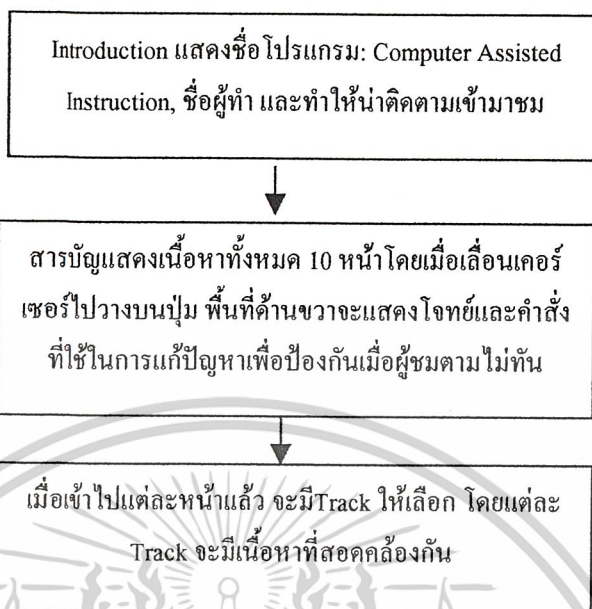 Introduction แสดงชื่อโปรแกรม: Computer Assisted
Instruction, ชื่อผู้ทำ และทำให้น่าติดตามเข้ามาชม
สารบัญแสดงเนื้อหาทั้งหมด 10 หน้าโดยเมื่อเลื่อนเคอร์
เซอร์ไปวางบนปุ่ม พื้นที่ด้านขวาจะแสดงโจทย์และคำสั่ง
ที่ใช้ในการแก้ปัญหาเพื่อป้องกันเมื่อผู้ชมตามไม่ทัน
เมื่อเข้าไปแต่ละหน้าแล้ว จะมีTrack ให้เลือก โดยแต่ละ
Track จะมีเนื้อหาที่สอดคล้องกัน